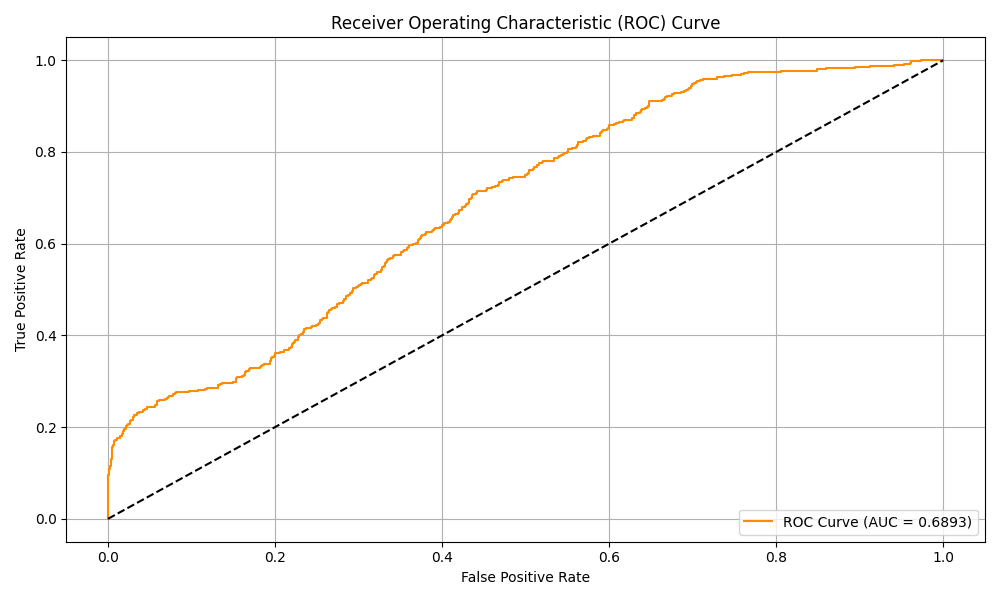 Receiver Operating Characteristic (ROC) Curve
True Positive Rate
1.0
0.8
0.6
0.4
0.2
0.0
ROC Curve (AUC = 0.6893)
0.0 0.2 0.4 0.6 0.8 1.0
False Positive Rate